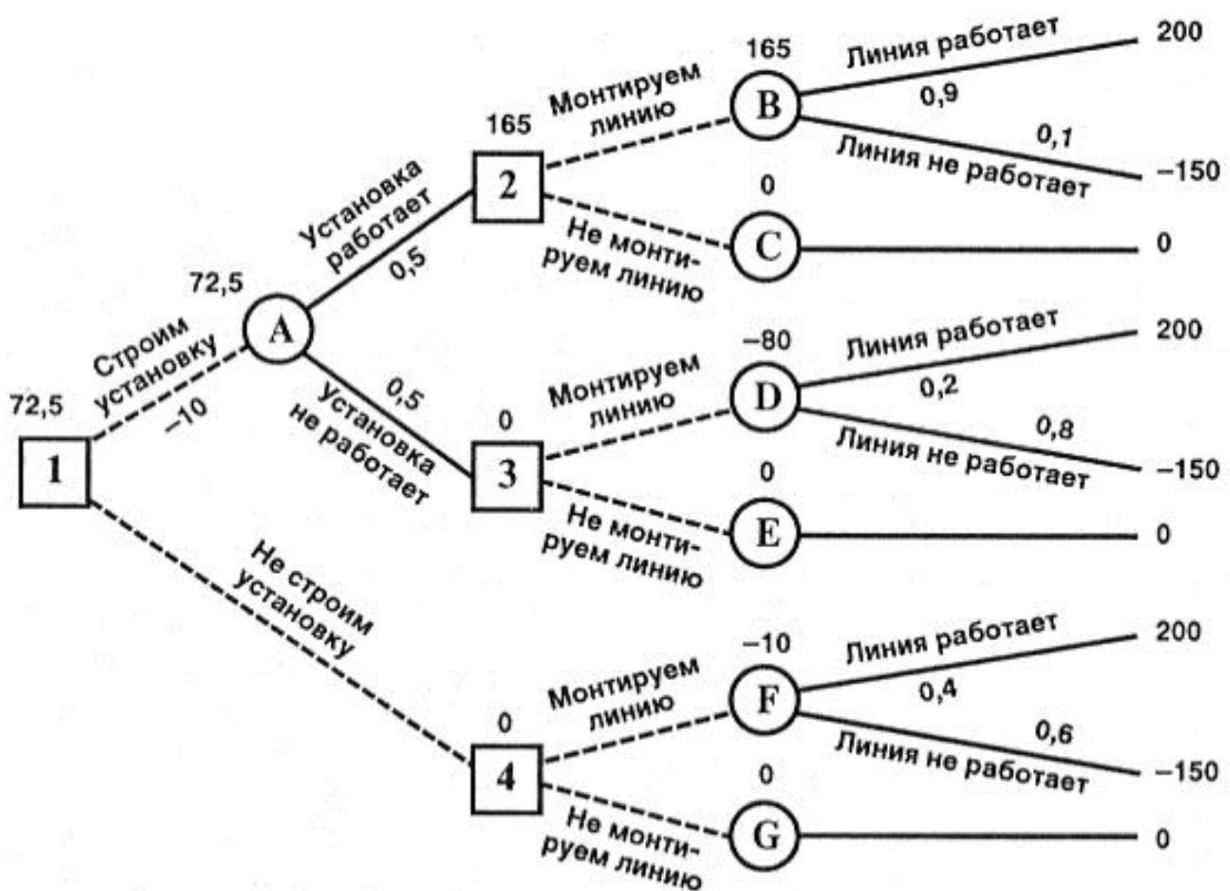 165
Линия работает
200
0,9
Монтируем
линию
B
0,1
Линия не работает
–150
165
2
0
Не монти-
руем линию
C
0
Установка
работает
0,5
72,5
A
Строим
установку
–10
72,5
1
0,5
Установка
не работает
–80
Линия работает
200
0,2
Монтируем
линию
D
0,8
Линия не работает
–150
0
3
0
Не монти-
руем линию
E
0
Не строим
установку
–10
Линия работает
200
0,4
Монтируем
линию
F
0,6
Линия не работает
–150
0
4
0
Не монти-
руем линию
G
0